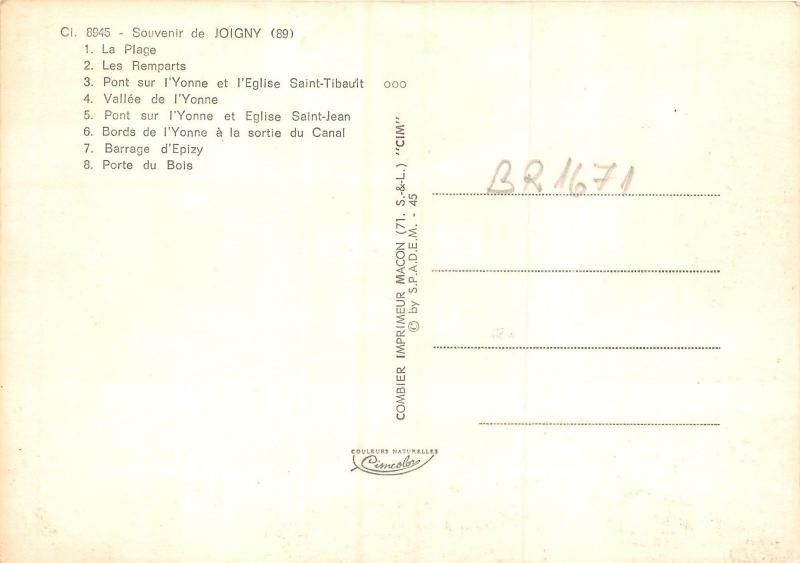 Ci. 8945 - Souvenir de JOIGNY (89)
1. La Plage
2. Les Remparts
3. Pont sur l'Yonne et l'Eglise Saint-Tibault ooo
4. Vallée de l'Yonne
5. Pont sur l'Yonne et Eglise Saint-Jean
6. Bords de l'Yonne à la sortie du Canal
7. Barrage d'Epizy
8. Porte du Bois
COMBIER IMPRIMEUR MACON (71. S.-&-L.) "CIM"
© by S.P.A.D.E.M. - 45
BR1671
COULEURS NATURELLES
Cimcolor